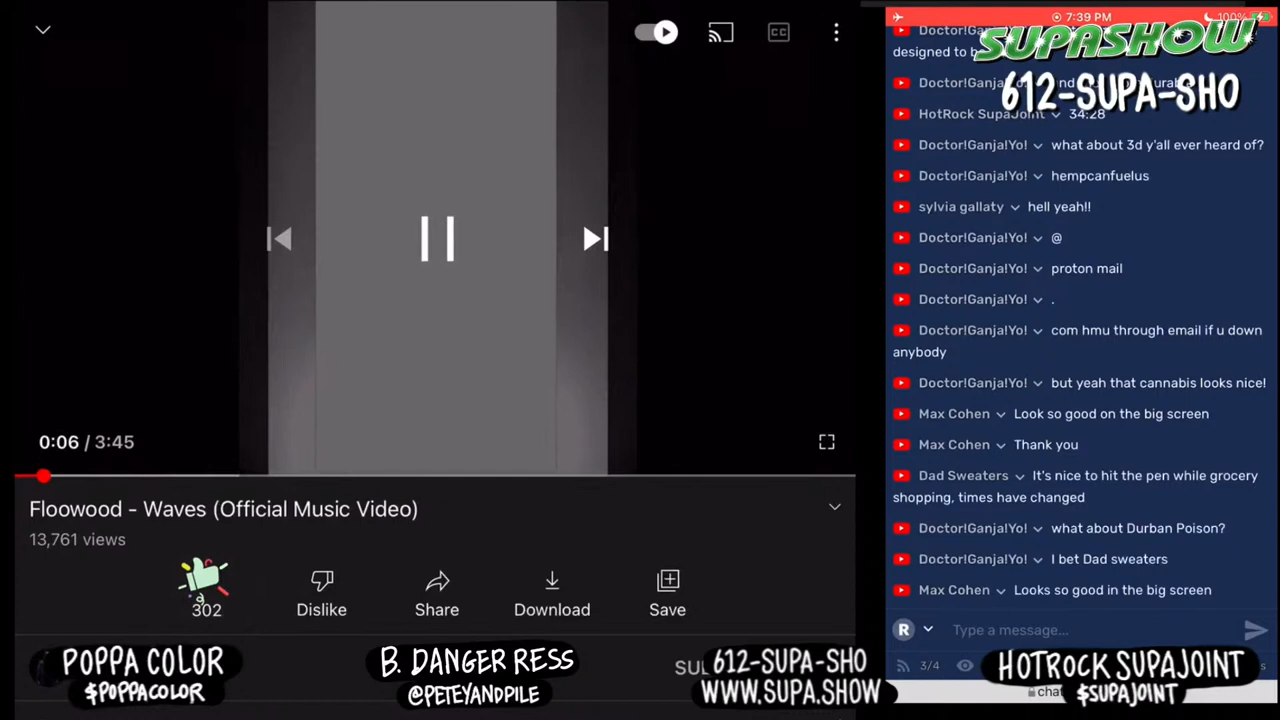 CC
0:06 / 3:45
Floowood - Waves (Official Music Video)
13,761 views
302
Dislike
Share
Download
Save
POPPA COLOR
$POPPACOLOR
B. DANGER RESS
@PETEYANDPILE
612-SUPA-SHO
WWW.SUPA.SHOW
7:39 PM
100%
SUPASHOW
612-SUPA-SHO
designed to
Doctor!Ganja!Yo!
HotRock SupaJoint 34:28
Doctor!Ganja!Yo! what about 3d y'all ever heard of?
Doctor!Ganja!Yo! hempcanfuelus
sylvia gallaty hell yeah!!
Doctor!Ganja!Yo! @
Doctor!Ganja!Yo! proton mail
Doctor!Ganja!Yo! .
Doctor!Ganja!Yo! com hmu through email if u down
anybody
Doctor!Ganja!Yo! but yeah that cannabis looks nice!
Max Cohen Look so good on the big screen
Max Cohen Thank you
Dad Sweaters It's nice to hit the pen while grocery
shopping, times have changed
Doctor!Ganja!Yo! what about Durban Poison?
Doctor!Ganja!Yo! I bet Dad sweaters
Max Cohen Looks so good in the big screen
R Type a message...
3/4
HOTROCK SUPAJOINT
$SUPAJOINT